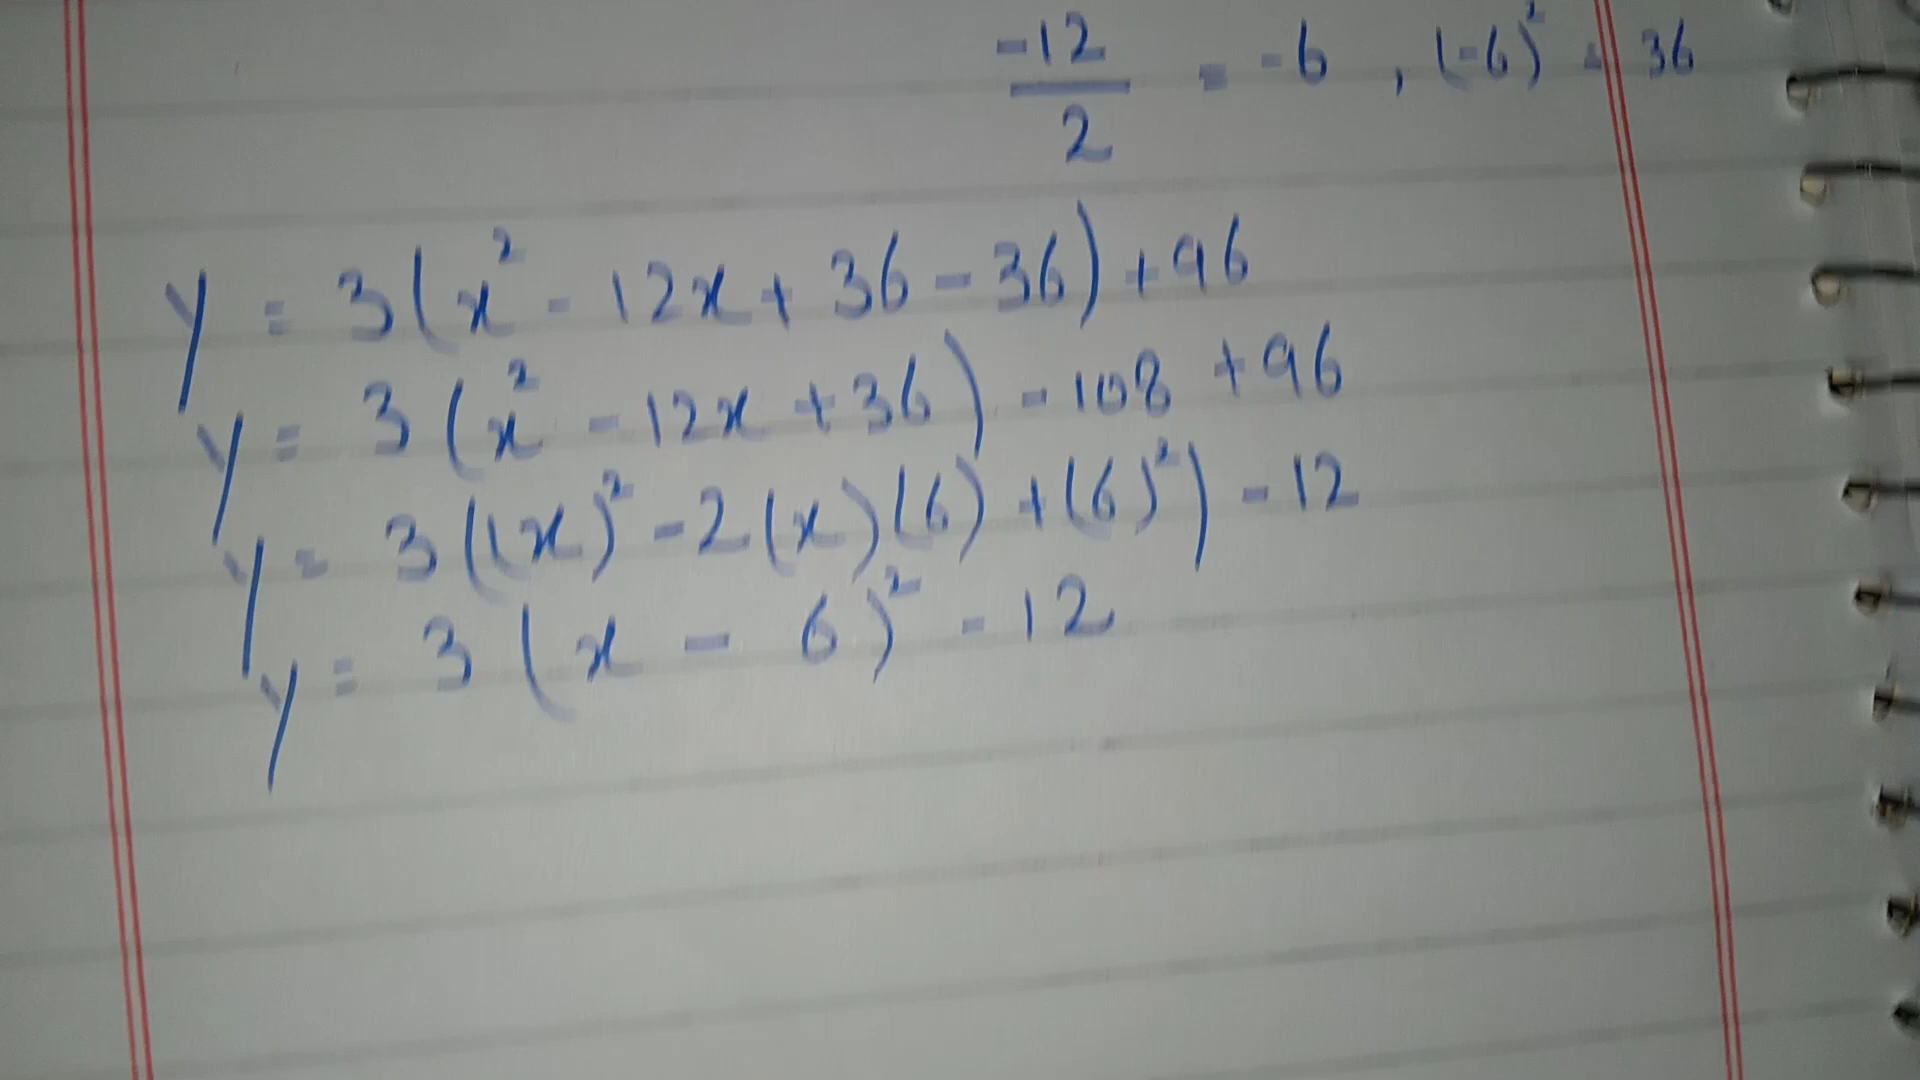 -12/2 = -6 , (-6)² = 36
y = 3(x² - 12x + 36 - 36) + 96
y = 3(x² - 12x + 36) - 108 + 96
y = 3((x)² - 2(x)(6) + (6)²) - 12
y = 3(x - 6)² - 12